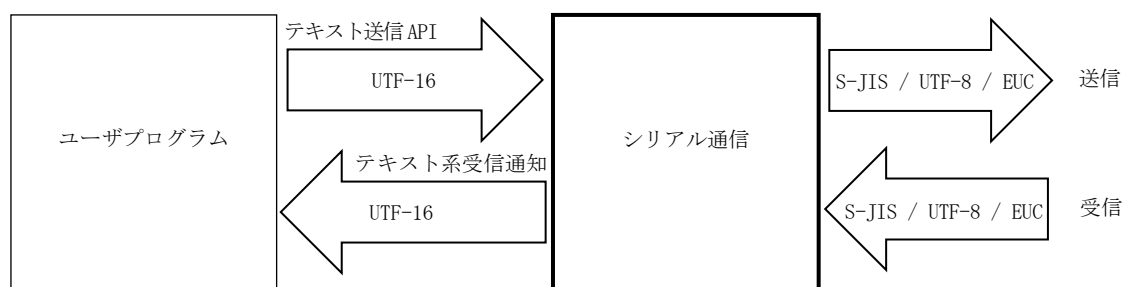 テキスト送信API
UTF-16
S-JIS / UTF-8 / EUC
送信
ユーザプログラム
シリアル通信
テキスト系受信通知
UTF-16
S-JIS / UTF-8 / EUC
受信